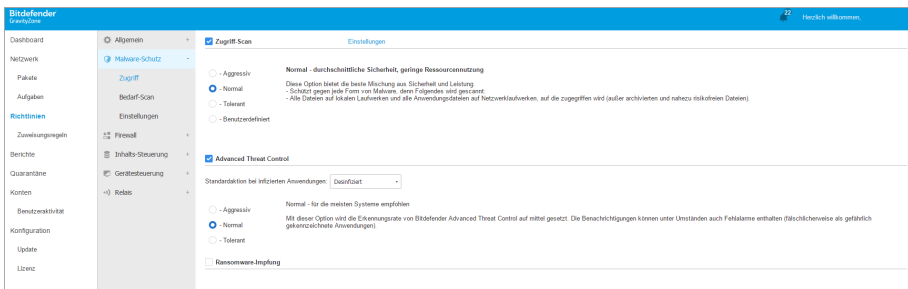 Bitdefender
GravityZone
22
Herzlich willkommen,
Dashboard
Netzwerk
Pakete
Aufgaben
Richtlinien
Zuweisungsregeln
Berichte
Quarantäne
Konten
Benutzeraktivität
Konfiguration
Update
Lizenz
Allgemein +
Malware-Schutz -
Zugriff
Bedarf-Scan
Einstellungen
Firewall +
Inhalts-Steuerung +
Gerätesteuerung +
Relais +
Zugriff-Scan Einstellungen
- Aggressiv
- Normal
- Tolerant
- Benutzerdefiniert
Normal - durchschnittliche Sicherheit, geringe Ressourcennutzung
Diese Option bietet die beste Mischung aus Sicherheit und Leistung
- Schützt gegen jede Form von Malware, denn Folgendes wird gescannt:
- Alle Dateien auf lokalen Laufwerken und alle Anwendungsdateien auf Netzwerklaufwerken, auf die zugegriffen wird (außer archivierten und nahezu risikofreien Dateien).
Advanced Threat Control
Standardaktion bei infizierten Anwendungen: Desinfiziert
- Aggressiv
- Normal
- Tolerant
Normal - für die meisten Systeme empfohlen
Mit dieser Option wird die Erkennungsrate von Bitdefender Advanced Threat Control auf mittel gesetzt. Die Benachrichtigungen können unter Umständen auch Fehlalarme enthalten (fälschlicherweise als gefährlich
gekennzeichnete Anwendungen)
Ransomware-Impfung